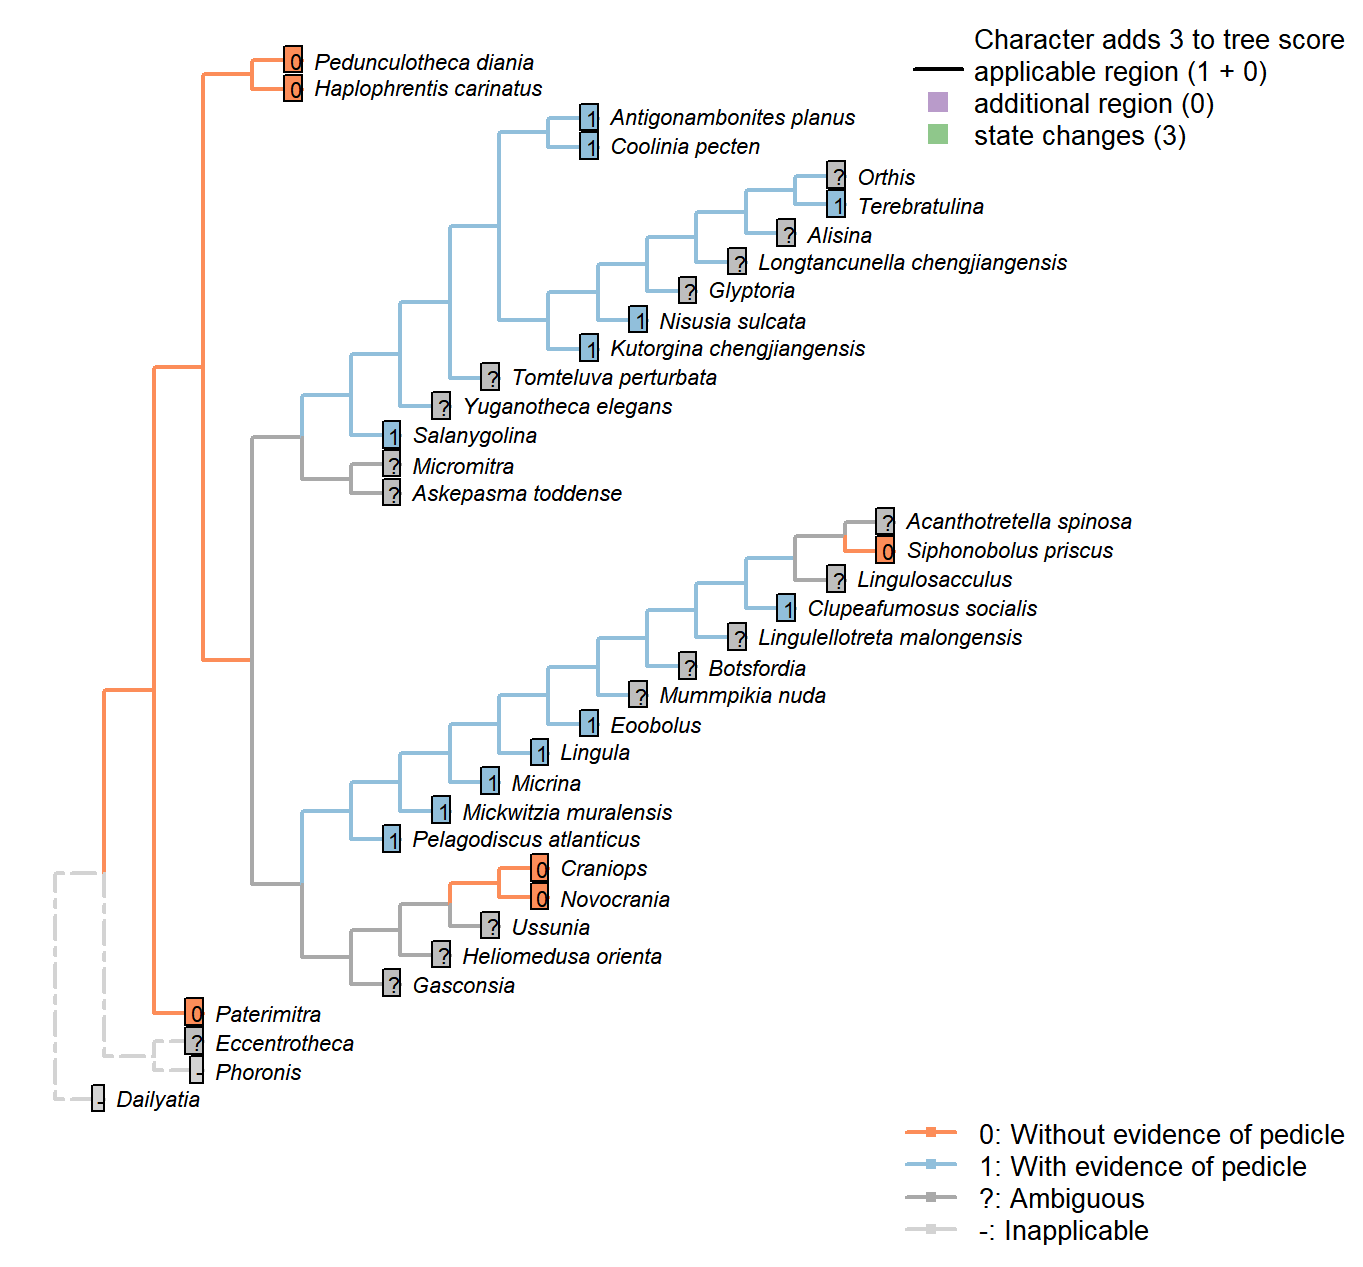 Character adds 3 to tree score
applicable region (1 + 0)
additional region (0)
state changes (3)
0 Pedunculotheca diania
0 Haplophrentis carinatus
1 Antigonambonites planus
1 Coolinia pecten
? Orthis
1 Terebratulina
? Alisina
? Longtancunella chengjiangensis
? Glyptoria
1 Nisusia sulcata
1 Kutorgina chengjiangensis
? Tomteluva perturbata
? Yuganotheca elegans
1 Salanygolina
? Micromitra
? Askepasma toddense
? Acanthotretella spinosa
0 Siphonobolus priscus
? Lingulosacculus
1 Clupeafumosus socialis
? Lingulellotreta malongensis
? Botsfordia
? Mummpikia nuda
1 Eoobolus
1 Lingula
1 Micrina
1 Mickwitzia muralensis
1 Pelagodiscus atlanticus
0 Craniops
0 Novocrania
? Ussunia
? Heliomedusa orienta
? Gasconsia
0 Paterimitra
? Eccentrotheca
- Phoronis
- Dailyatia
0: Without evidence of pedicle
1: With evidence of pedicle
?: Ambiguous
-: Inapplicable